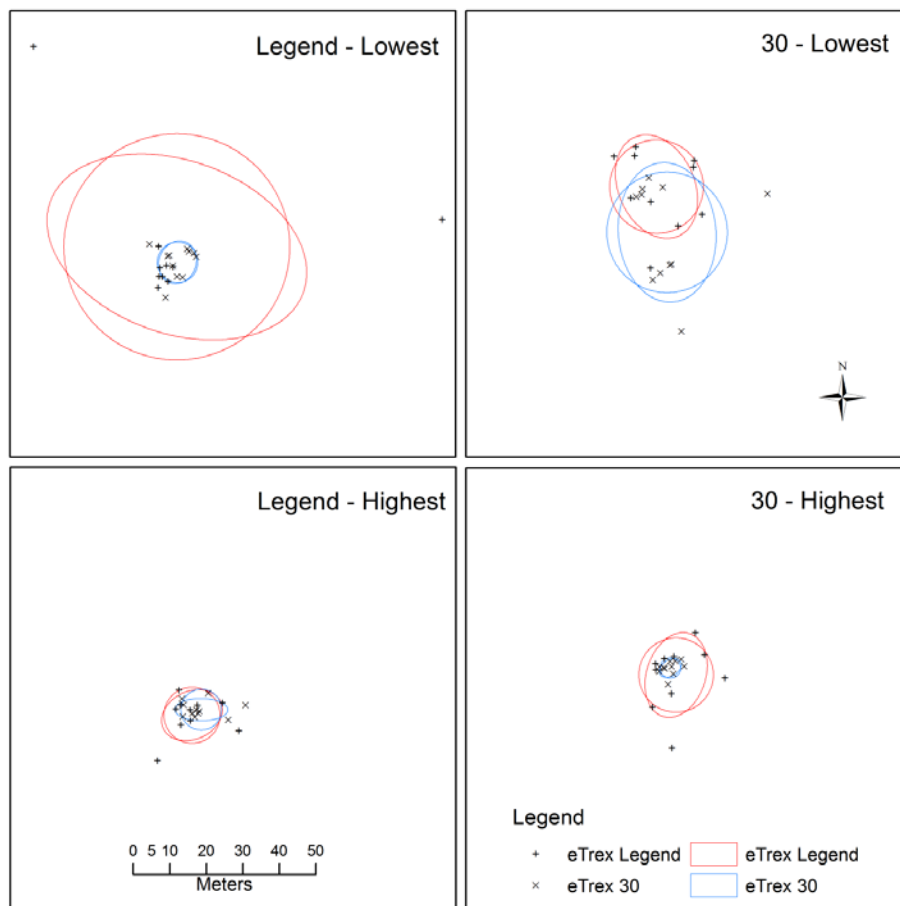 Legend - Lowest
30 - Lowest
N
Legend - Highest
30 - Highest
0 5 10 20 30 50
Meters
Legend
eTrex Legend eTrex Legend
eTrex 30 eTrex 30